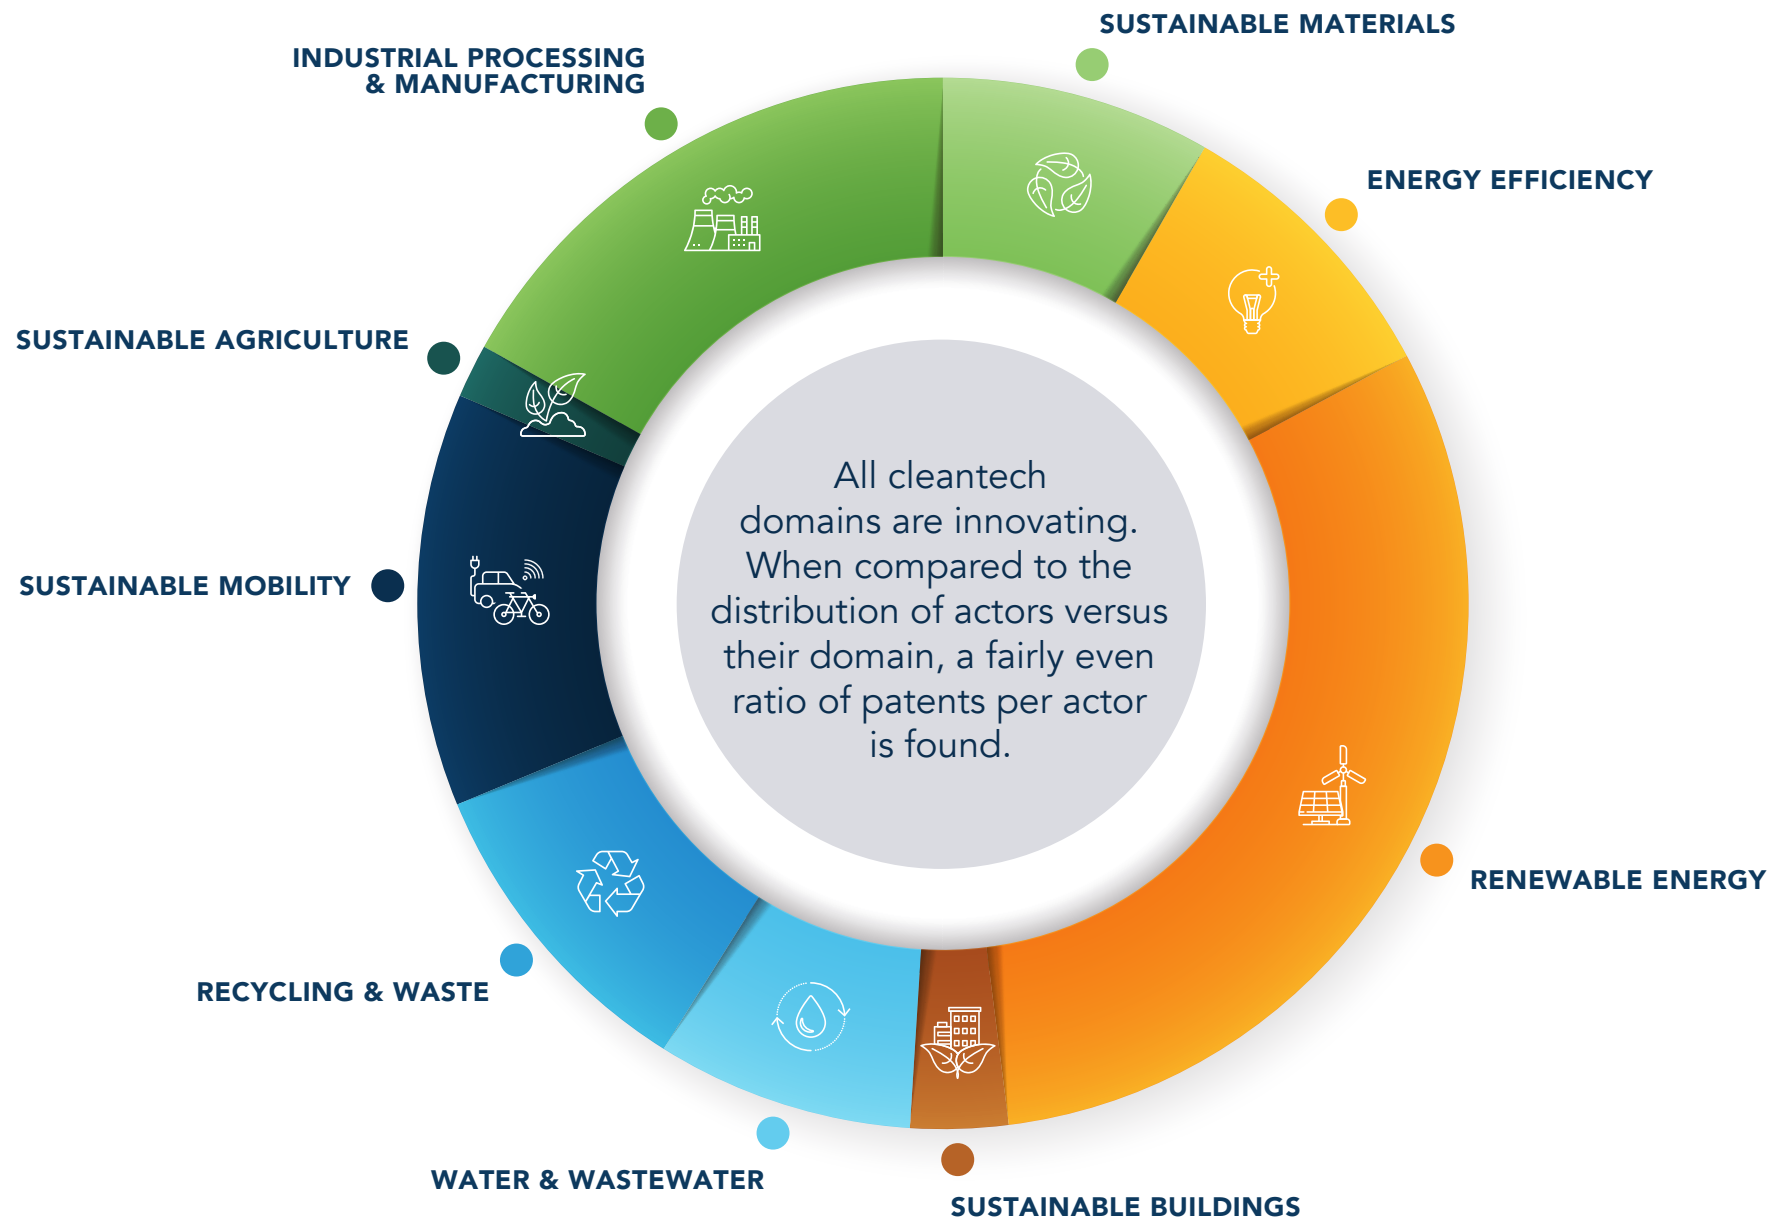 SUSTAINABLE MATERIALS
INDUSTRIAL PROCESSING
& MANUFACTURING
ENERGY EFFICIENCY
SUSTAINABLE AGRICULTURE
All cleantech
domains are innovating.
When compared to the
distribution of actors versus
their domain, a fairly even
ratio of patents per actor
is found.
SUSTAINABLE MOBILITY
RENEWABLE ENERGY
RECYCLING & WASTE
WATER & WASTEWATER
SUSTAINABLE BUILDINGS